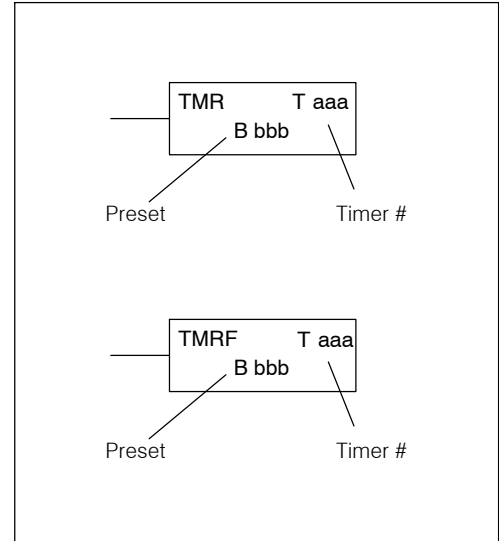 TMR T aaa
B bbb
Preset Timer #
TMRF T aaa
B bbb
Preset Timer #